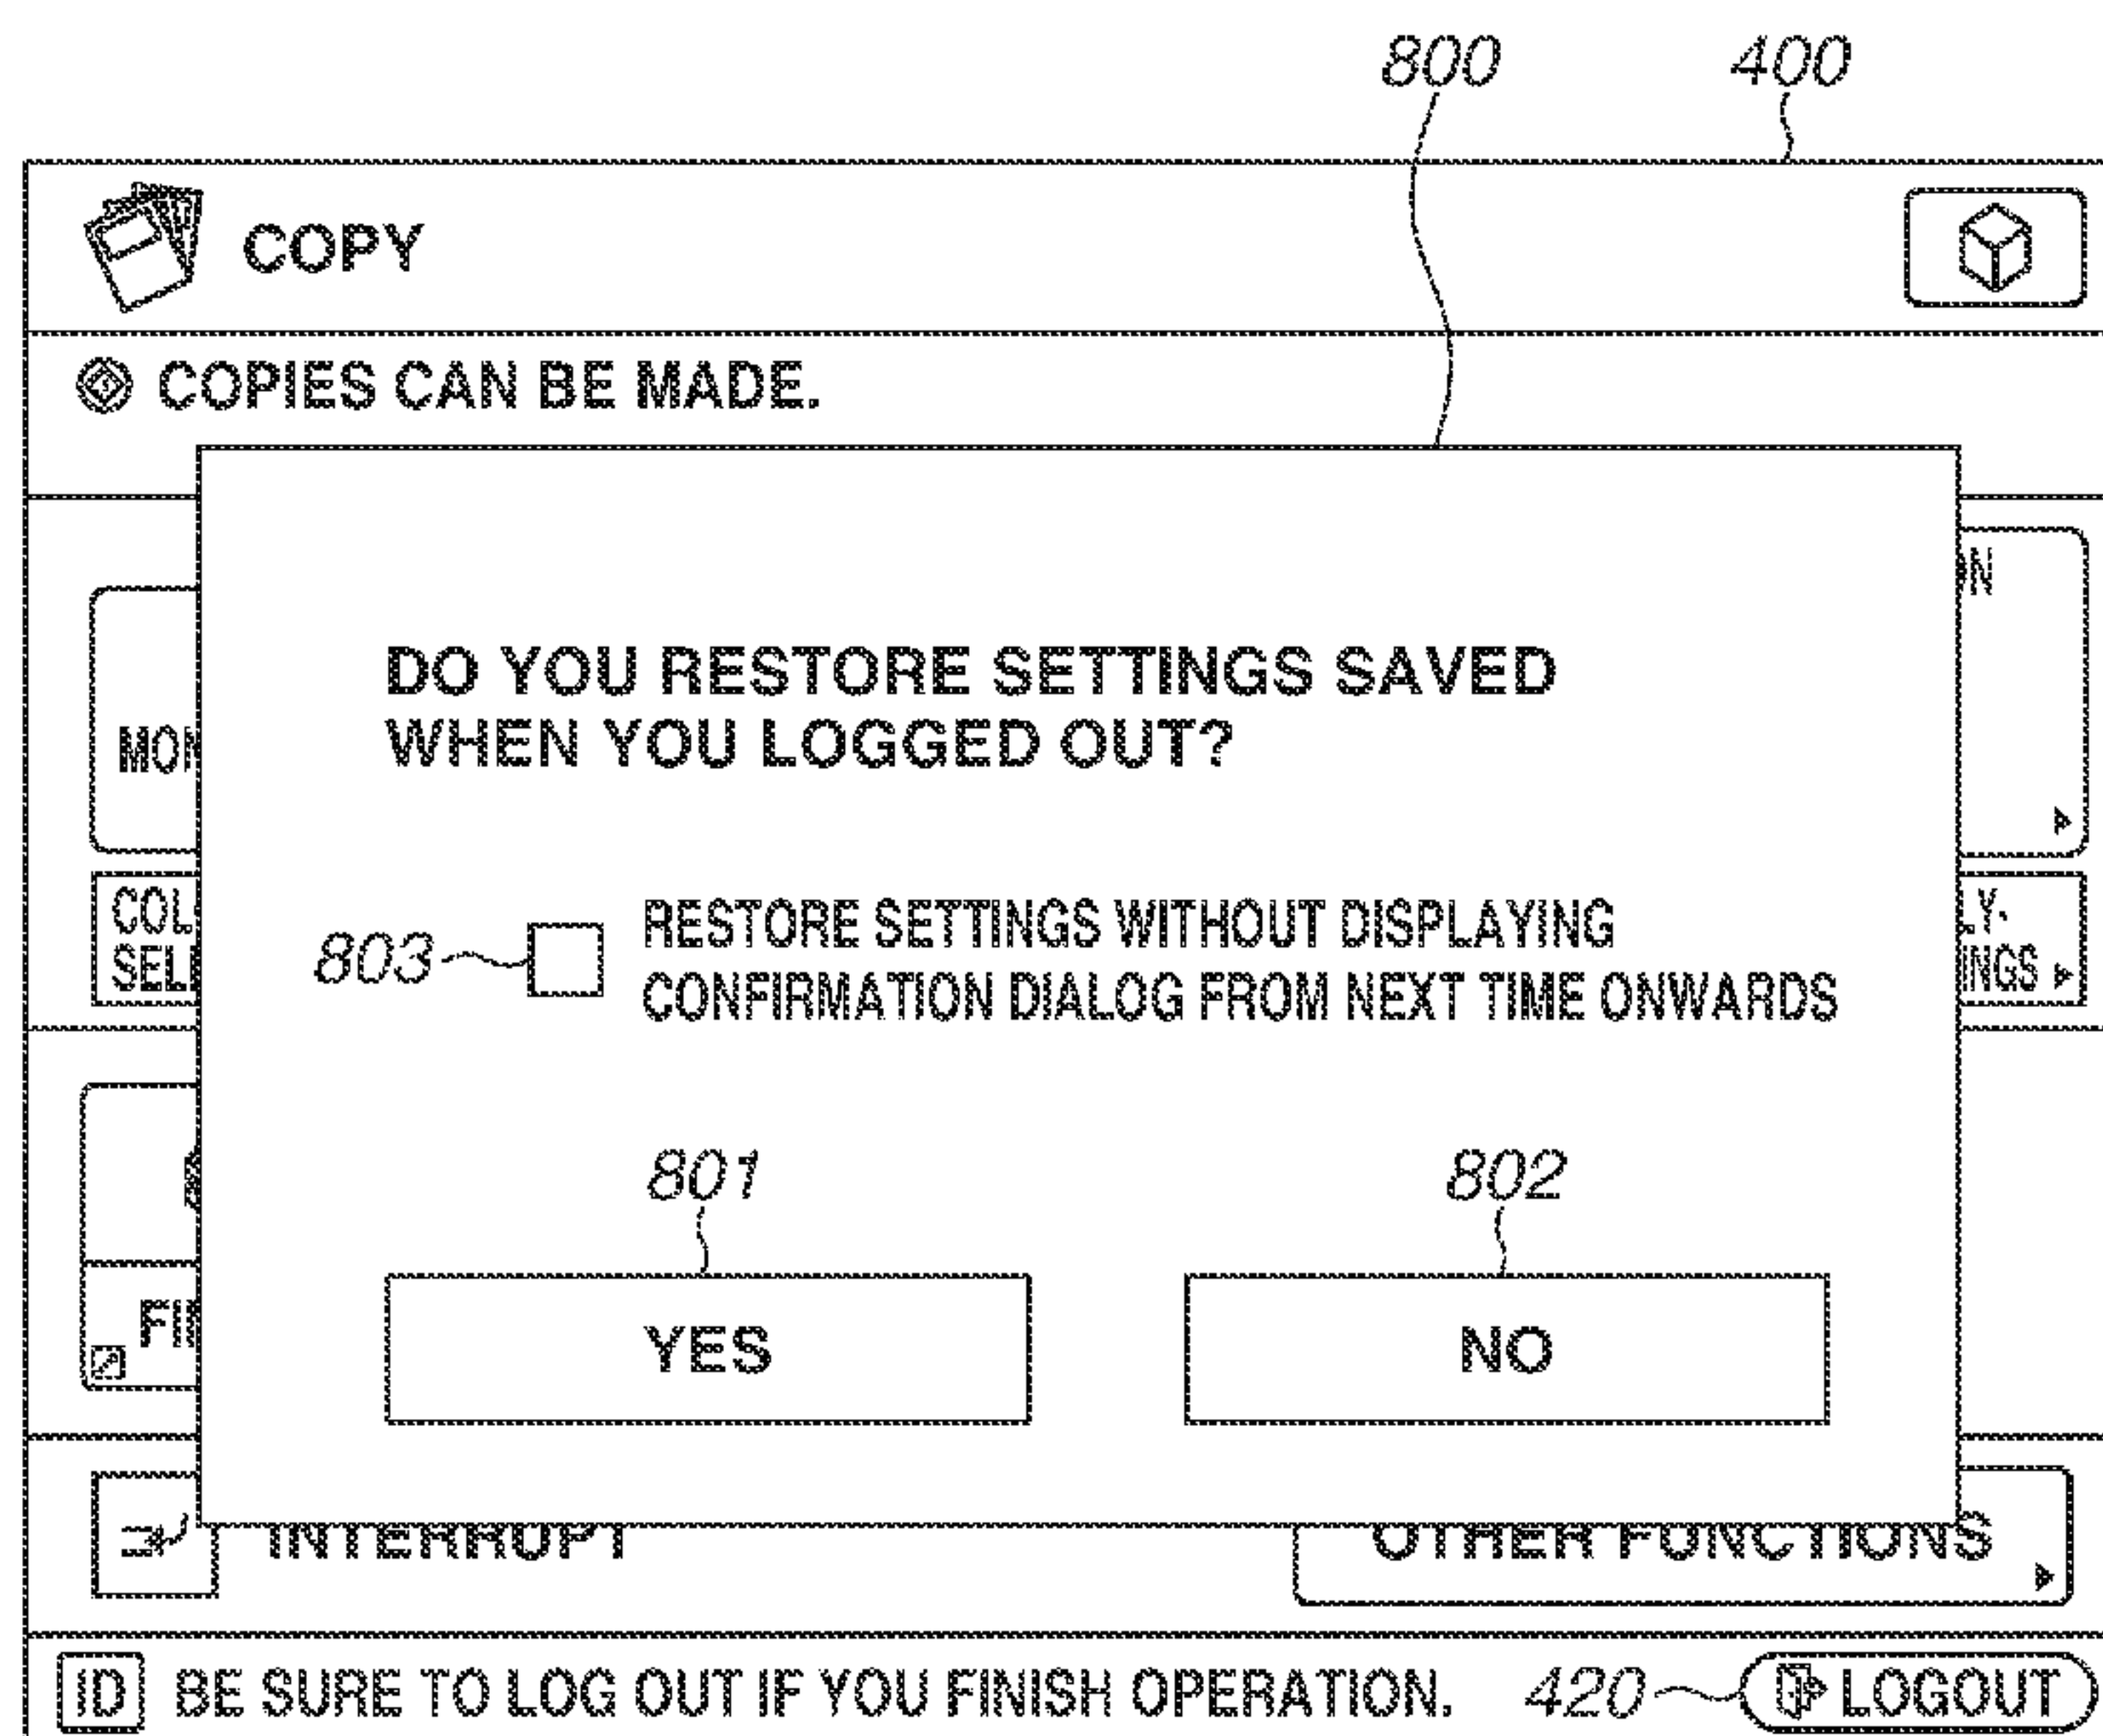 800 400
COPY
COPIES CAN BE MADE.
DO YOU RESTORE SETTINGS SAVED
WHEN YOU LOGGED OUT?
803 RESTORE SETTINGS WITHOUT DISPLAYING
CONFIRMATION DIALOG FROM NEXT TIME ONWARDS
801 802
YES NO
INTERRUPT OTHER FUNCTIONS
ID BE SURE TO LOG OUT IF YOU FINISH OPERATION. 420 LOGOUT